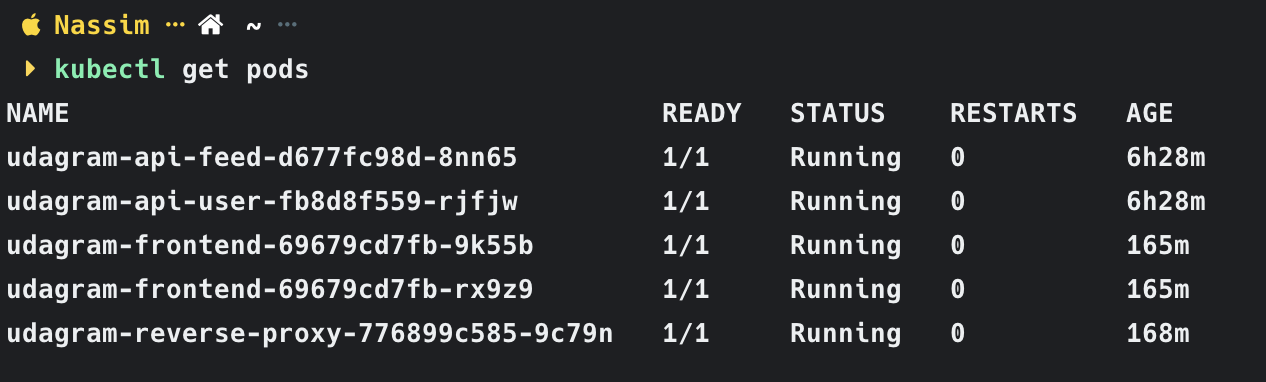 Nassim ··· ~ ···
kubectl get pods
NAME READY STATUS RESTARTS AGE
udagram-api-feed-d677fc98d-8nn65 1/1 Running 0 6h28m
udagram-api-user-fb8d8f559-rjfjw 1/1 Running 0 6h28m
udagram-frontend-69679cd7fb-9k55b 1/1 Running 0 165m
udagram-frontend-69679cd7fb-rx9z9 1/1 Running 0 165m
udagram-reverse-proxy-776899c585-9c79n 1/1 Running 0 168m